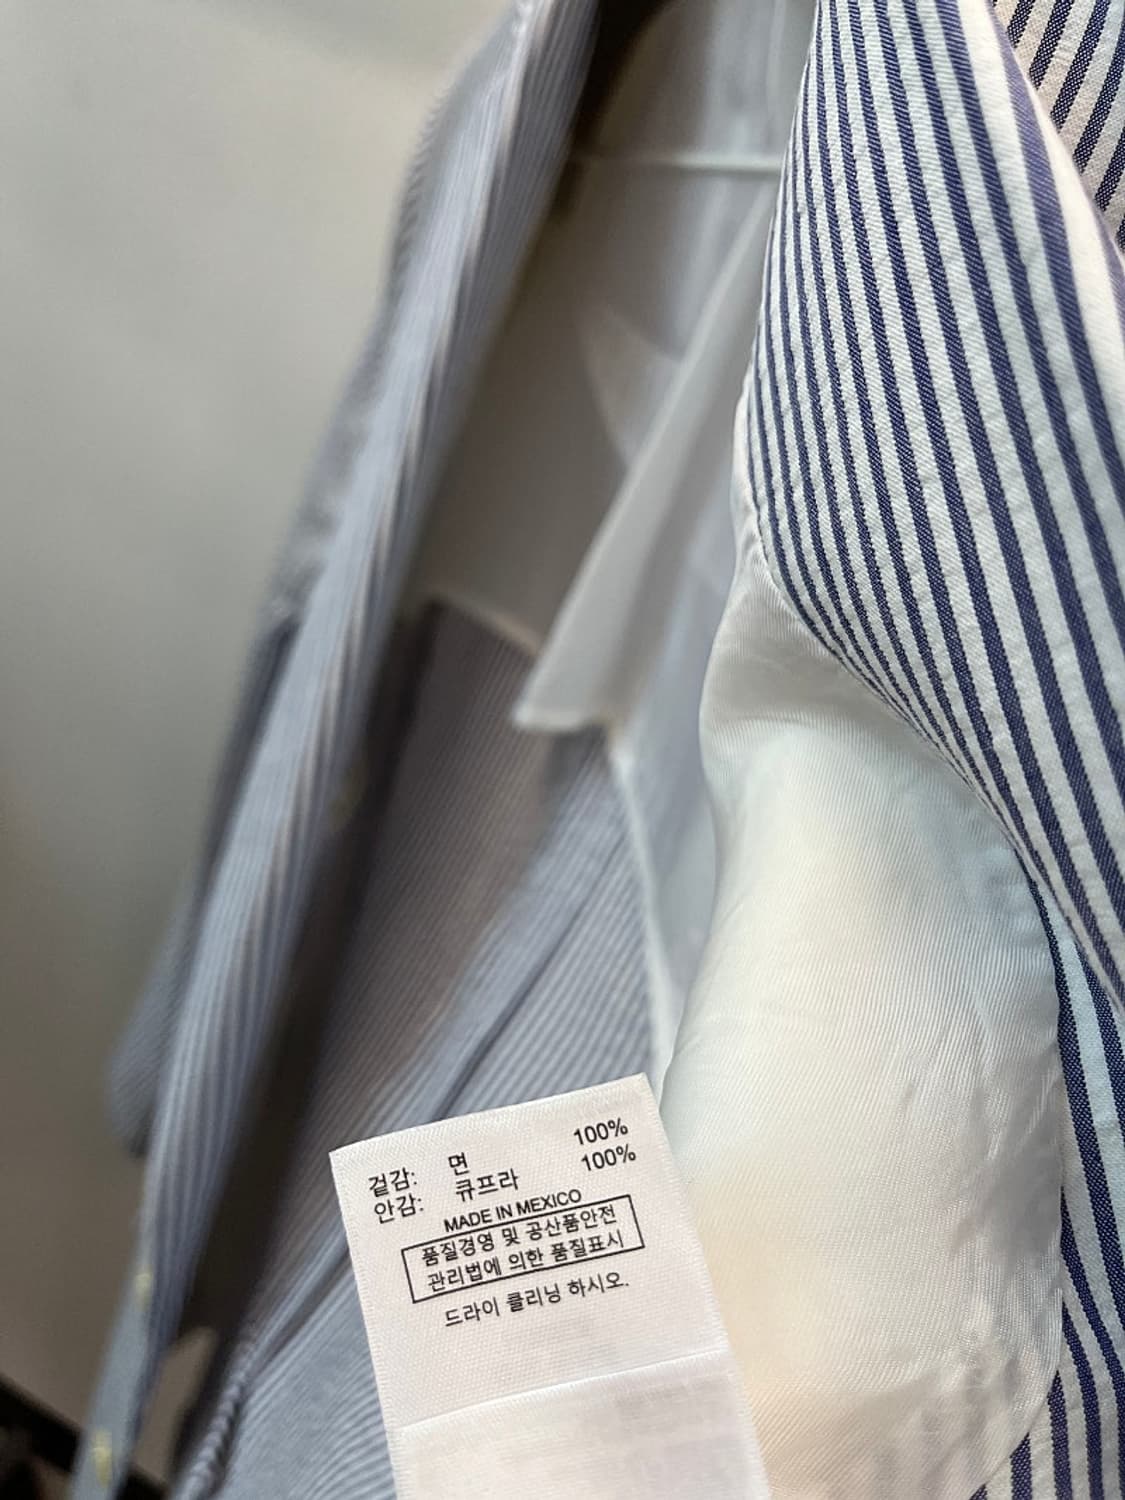 겉감: 면 100%
안감: 큐프라 100%
MADE IN MEXICO
품질경영 및 공산품안전
관리법에 의한 품질표시
드라이 클리닝 하시오.